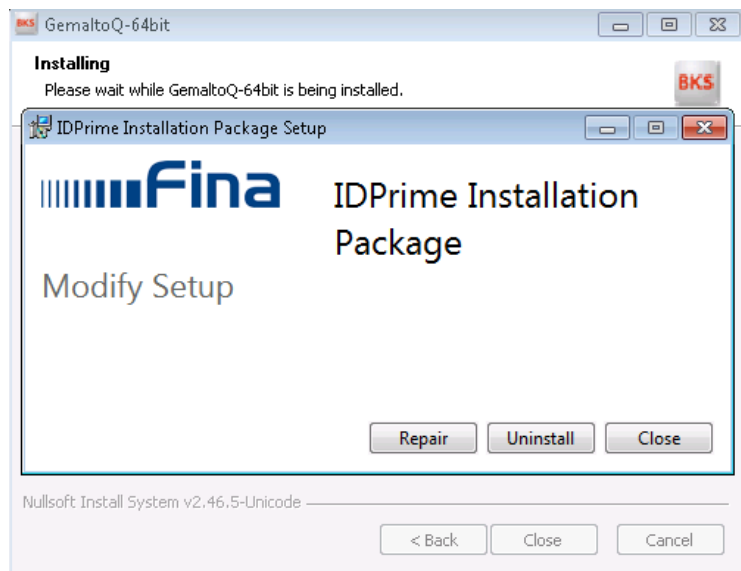 BKS GemaltoQ-64bit
Installing
Please wait while GemaltoQ-64bit is being installed.
BKS
IDPrime Installation Package Setup
Fina
IDPrime Installation
Package
Modify Setup
Repair Uninstall Close
Nullsoft Install System v2.46.5-Unicode
< Back Close Cancel